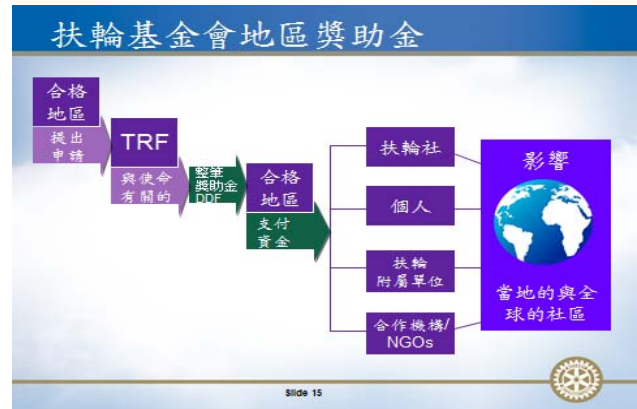 扶輪基金會地區獎助金
合格
地區
提出
申請
TRF
與使命
有關的
整筆
獎助金
DDF
合格
地區
支付
資金
扶輪社
個人
扶輪
附屬單位
合作機構/
NGOs
影響
當地的與全
球的社區
Slide 15